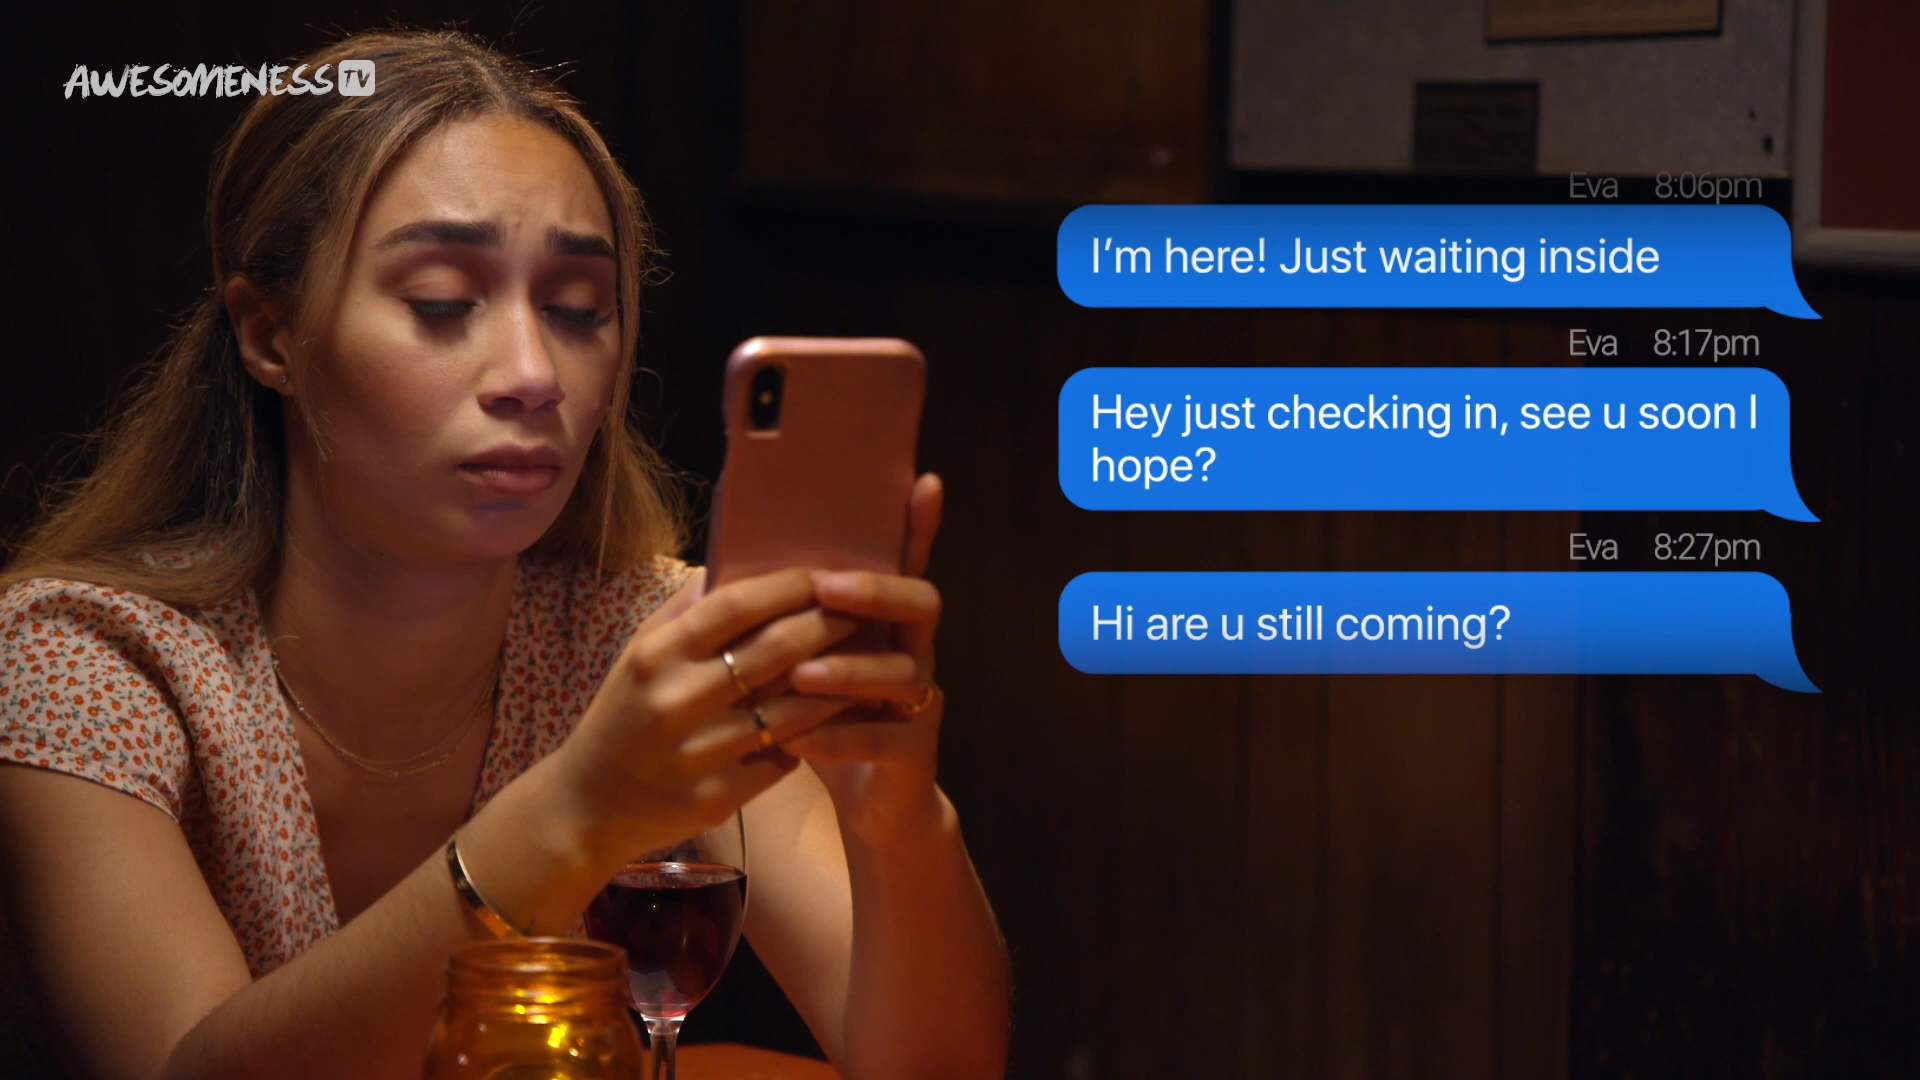 AWESOMENESS TV
Eva 8:06pm
I'm here! Just waiting inside
Eva 8:17pm
Hey just checking in, see u soon I
hope?
Eva 8:27pm
Hi are u still coming?